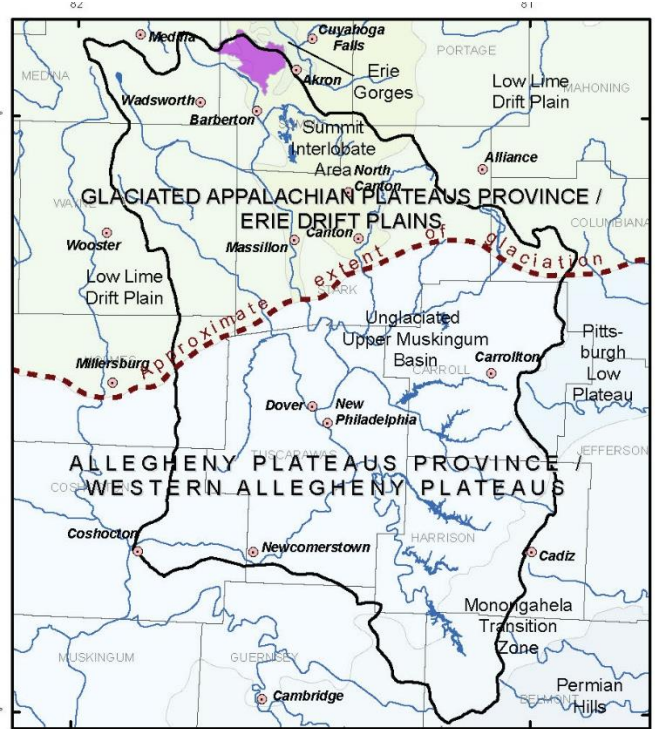 82
81
Medina
Cuyahoga
Falls
PORTAGE
MEDINA
Akron
Erie
Gorges
Low Lime
Drift Plain
MAHONING
Wadsworth
Barberton
Summit
Interlobate
Area
North
Canton
Alliance
GLACIATED APPALACHIAN PLATEAUS PROVINCE /
ERIE DRIFT PLAINS
WAYNE
COLUMBIANA
Wooster
Massillon
Canton
Low Lime
Drift Plain
Approximate extent of glaciation
STARK
Unglaciated
Upper Muskingum
Basin
Pitts-
burgh
Low
Plateau
Millersburg
HOLMES
CARROLL
Carrollton
Dover
New
Philadelphia
TUSCARAWAS
JEFFERSON
ALLEGHENY PLATEAUS PROVINCE /
WESTERN ALLEGHENY PLATEAUS
COSHOCTON
Coshocton
HARRISON
Newcomerstown
Cadiz
Monongahela
Transition
Zone
MUSKINGUM
GUERNSEY
Cambridge
BELMONT
Permian
Hills